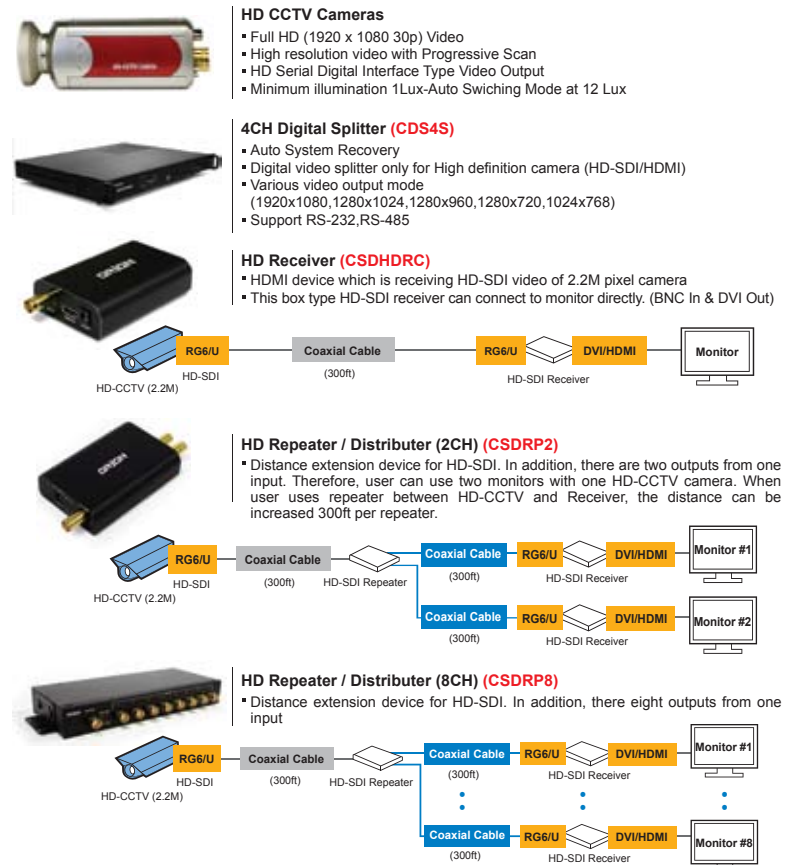 HD CCTV Cameras
▪ Full HD (1920 x 1080 30p) Video
▪ High resolution video with Progressive Scan
▪ HD Serial Digital Interface Type Video Output
▪ Minimum illumination 1Lux-Auto Swiching Mode at 12 Lux
4CH Digital Splitter (CDS4S)
▪ Auto System Recovery
▪ Digital video splitter only for High definition camera (HD-SDI/HDMI)
▪ Various video output mode
(1920x1080,1280x1024,1280x960,1280x720,1024x768)
▪ Support RS-232,RS-485
ORION
HD Receiver (CSDHDRC)
▪ HDMI device which is receiving HD-SDI video of 2.2M pixel camera
▪ This box type HD-SDI receiver can connect to monitor directly. (BNC In & DVI Out)
RG6/U Coaxial Cable RG6/U DVI/HDMI Monitor
HD-SDI (300ft) HD-SDI Receiver
HD-CCTV (2.2M)
ORION
HD Repeater / Distributer (2CH) (CSDRP2)
▪ Distance extension device for HD-SDI. In addition, there are two outputs from one
input. Therefore, user can use two monitors with one HD-CCTV camera. When
user uses repeater between HD-CCTV and Receiver, the distance can be
increased 300ft per repeater.
RG6/U Coaxial Cable Coaxial Cable RG6/U DVI/HDMI Monitor #1
HD-SDI (300ft) HD-SDI Repeater (300ft) HD-SDI Receiver
HD-CCTV (2.2M)
Coaxial Cable RG6/U DVI/HDMI Monitor #2
(300ft) HD-SDI Receiver
HD Repeater / Distributer (8CH) (CSDRP8)
▪ Distance extension device for HD-SDI. In addition, there eight outputs from one
input
RG6/U Coaxial Cable Coaxial Cable RG6/U DVI/HDMI Monitor #1
HD-SDI (300ft) HD-SDI Repeater (300ft) HD-SDI Receiver
HD-CCTV (2.2M)
Coaxial Cable RG6/U DVI/HDMI Monitor #8
(300ft) HD-SDI Receiver